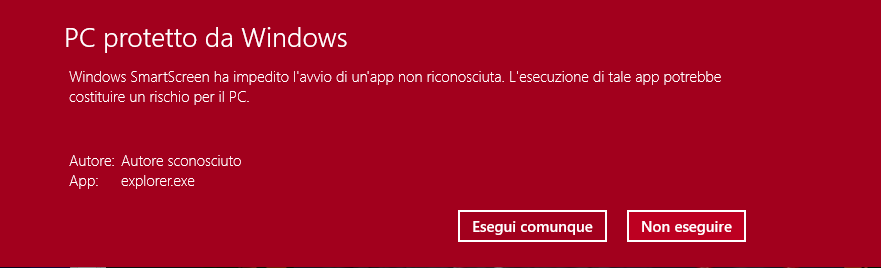 PC protetto da Windows
Windows SmartScreen ha impedito l'avvio di un'app non riconosciuta. L'esecuzione di tale app potrebbe
costituire un rischio per il PC.
Autore: Autore sconosciuto
App: explorer.exe
Esegui comunque Non eseguire